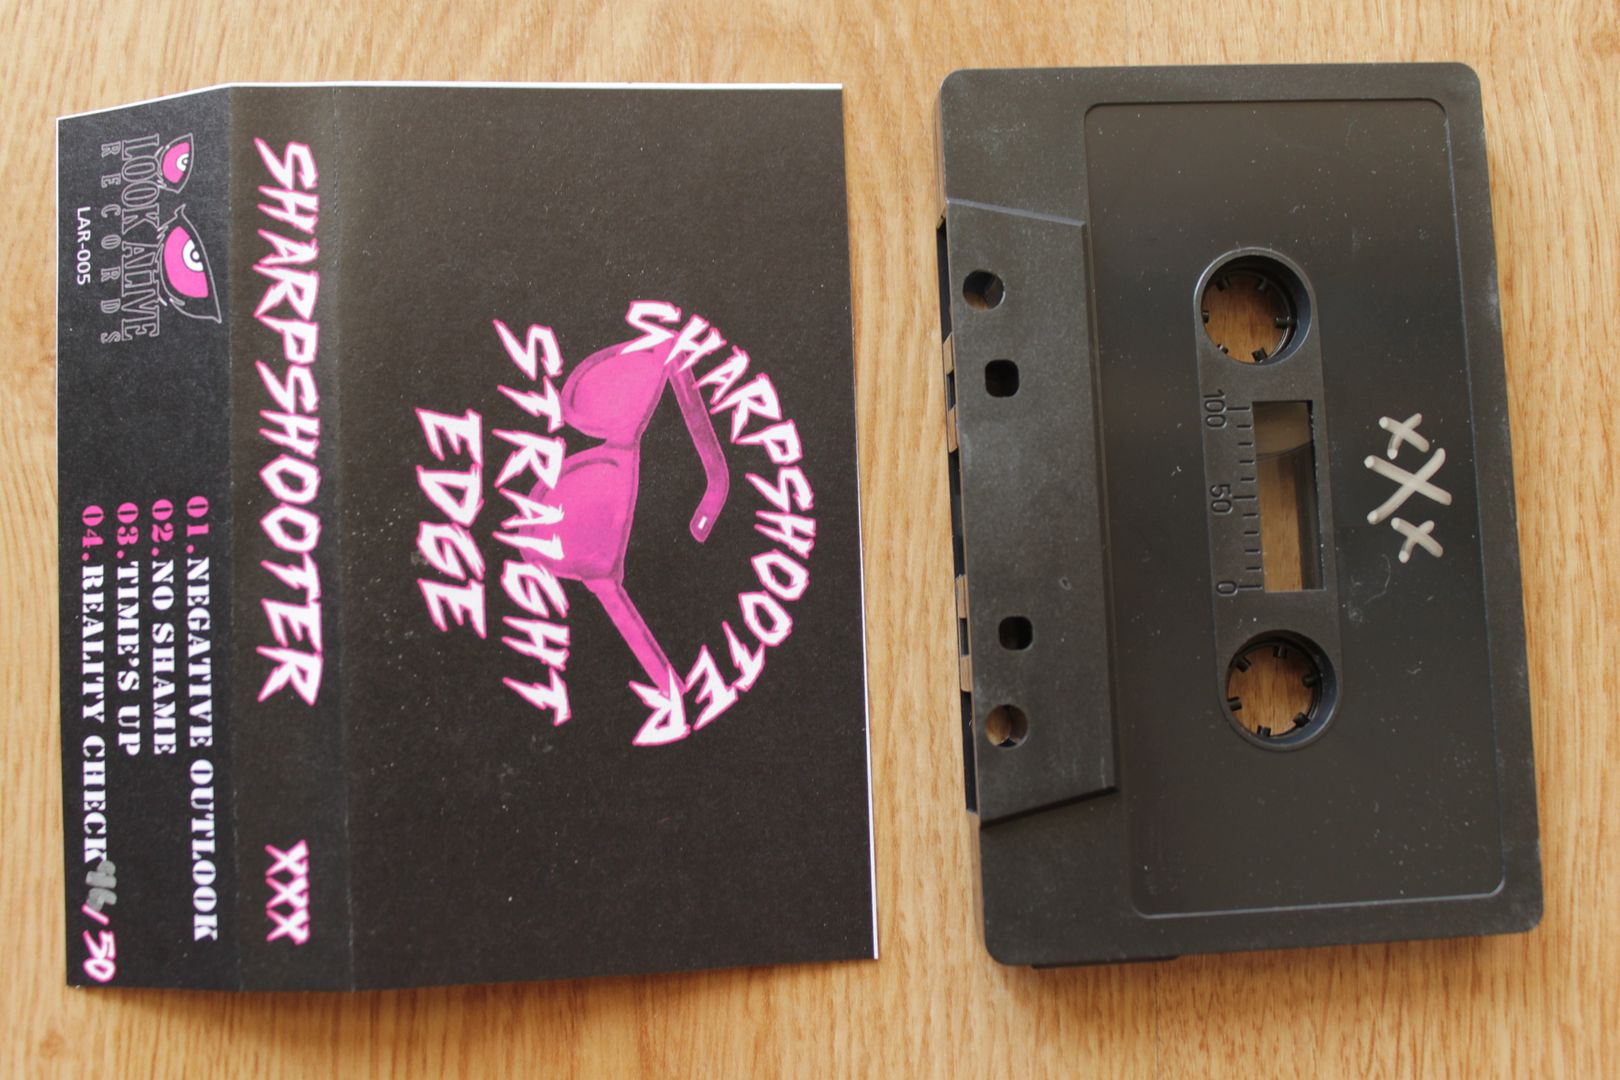 SHARPSHOOTER
STRAIGHT
EDGE
SHARPSHOOTER XXX
LOOK ALIVE
RECORDS
LAR-005
01.NEGATIVE OUTLOOK
02.NO SHAME
03.TIME'S UP
04.REALITY CHECK
/50
xXx
100 50 0